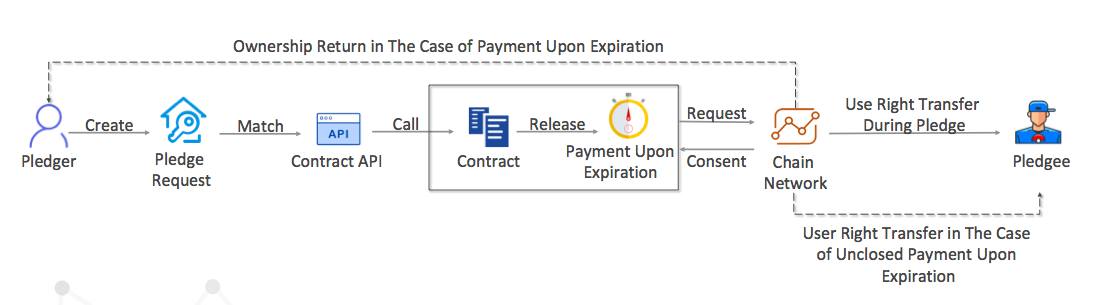 Ownership Return in The Case of Payment Upon Expiration
Create
Match
API
Call
Release
Request
Consent
Use Right Transfer
During Pledge
Pledger
Pledge
Request
Contract API
Contract
Payment Upon
Expiration
Chain
Network
Pledgee
User Right Transfer in The Case
of Unclosed Payment Upon
Expiration